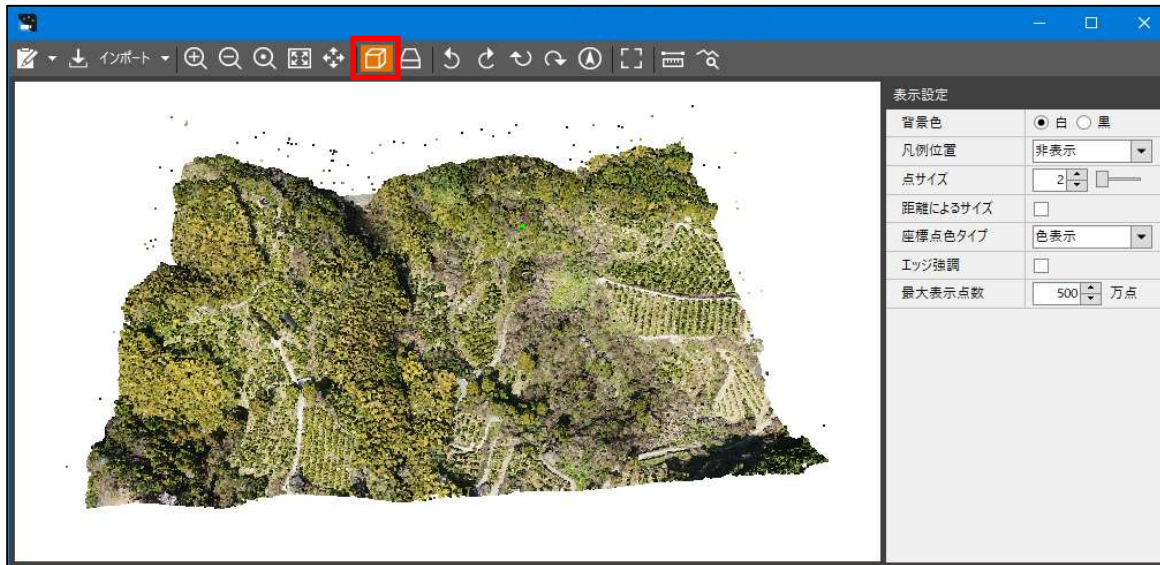 インポート
表示設定
背景色 白 黒
凡例位置 非表示
点サイズ 2
距離によるサイズ
座標点色タイプ 色表示
エッジ強調
最大表示点数 500 万点